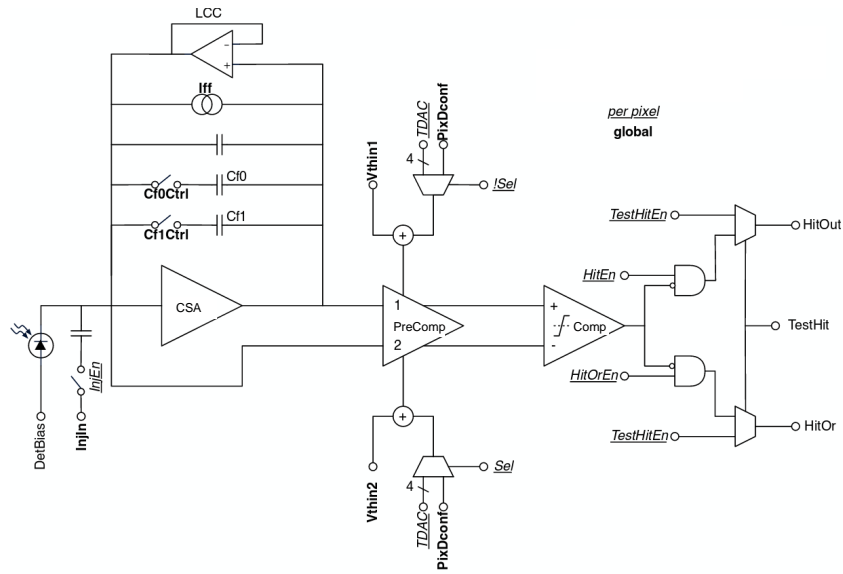 LCC
-
+
Iff
Cf0
Cf0Ctrl
Cf1
Cf1Ctrl
CSA
InjEn
DetBias
InjIn
Vthin1
TDAC
PixDconf
4
!Sel
+
1
PreComp
2
+
Vthin2
4
TDAC
PixDconf
Sel
+
Comp
-
per pixel
global
TestHitEn
HitOut
HitEn
TestHit
HitOrEn
HitOr
TestHitEn